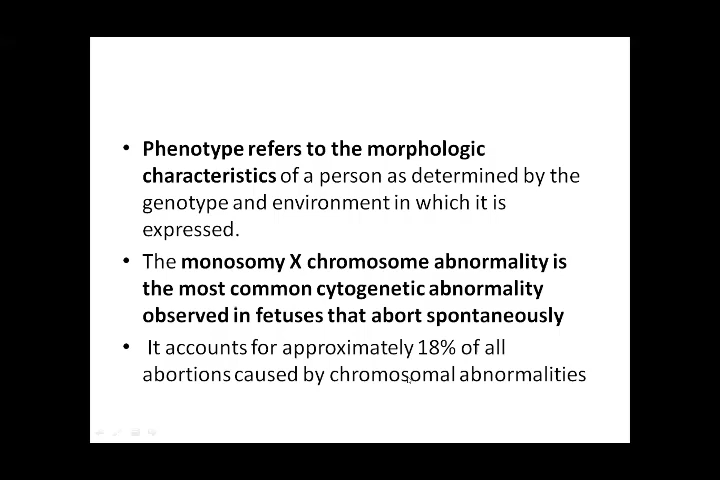 • Phenotype refers to the morphologic
characteristics of a person as determined by the
genotype and environment in which it is
expressed.
• The monosomy X chromosome abnormality is
the most common cytogenetic abnormality
observed in fetuses that abort spontaneously
• It accounts for approximately 18% of all
abortions caused by chromosomal abnormalities